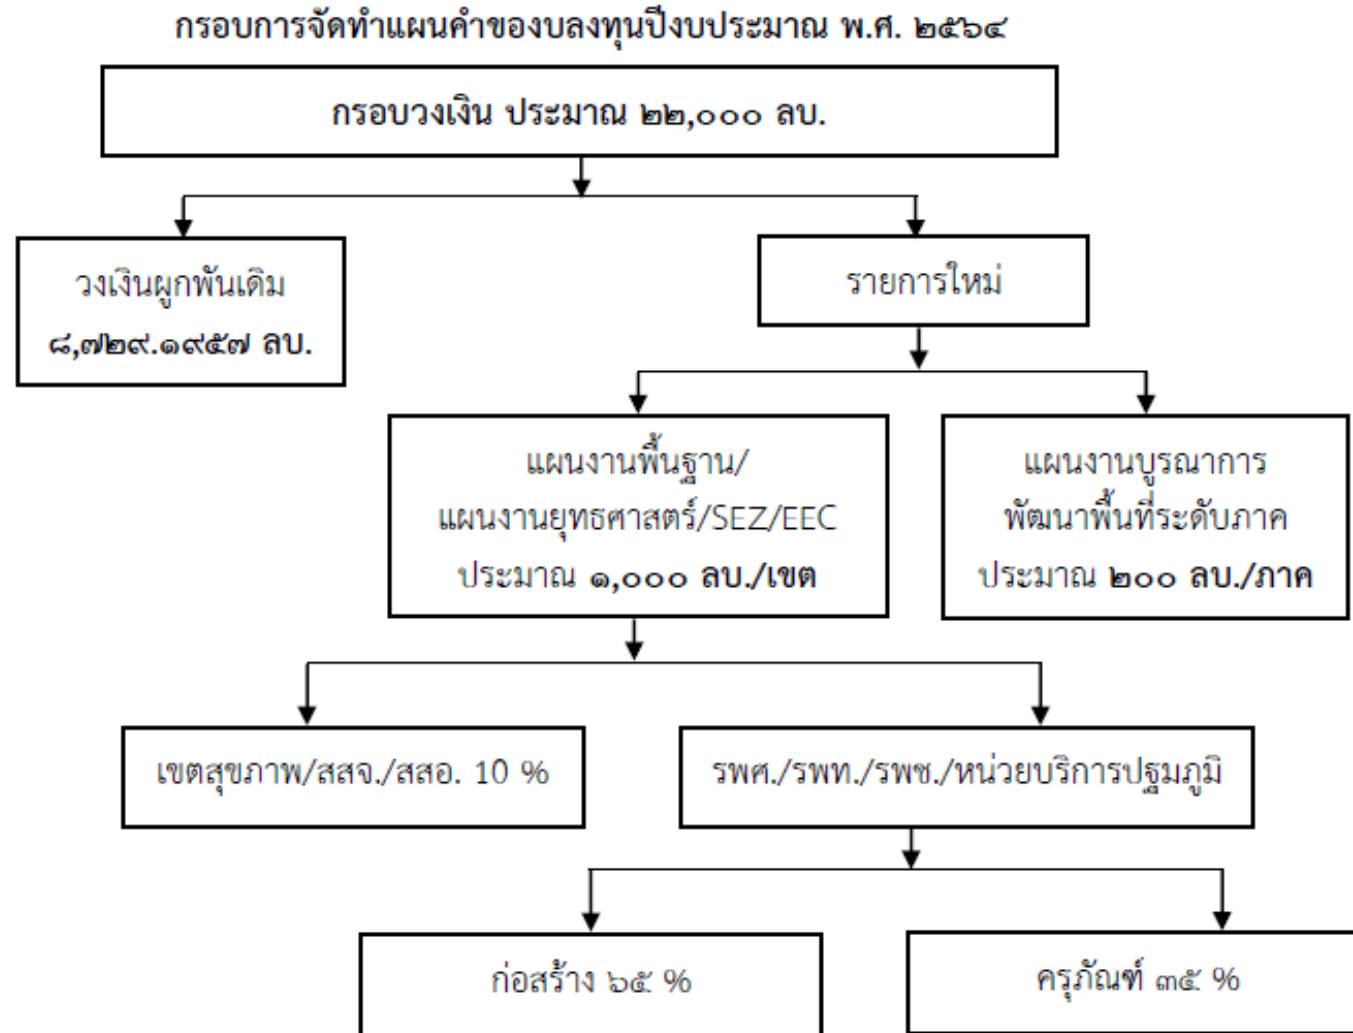 กรอบการจัดทำแผนคำของบลงทุนปีงบประมาณ พ.ศ. ๒๕๖๔
กรอบวงเงิน ประมาณ ๒๒,๐๐๐ ลบ.
วงเงินผูกพันเดิม
๘,๗๒๙.๑๙๕๗ ลบ.
รายการใหม่
แผนงานพื้นฐาน/
แผนงานยุทธศาสตร์/SEZ/EEC
ประมาณ ๑,๐๐๐ ลบ./เขต
แผนงานบูรณาการ
พัฒนาพื้นที่ระดับภาค
ประมาณ ๒๐๐ ลบ./ภาค
เขตสุขภาพ/สสจ./สสอ. 10 %
รพศ./รพท./รพช./หน่วยบริการปฐมภูมิ
ก่อสร้าง ๖๕ %
ครุภัณฑ์ ๓๕ %